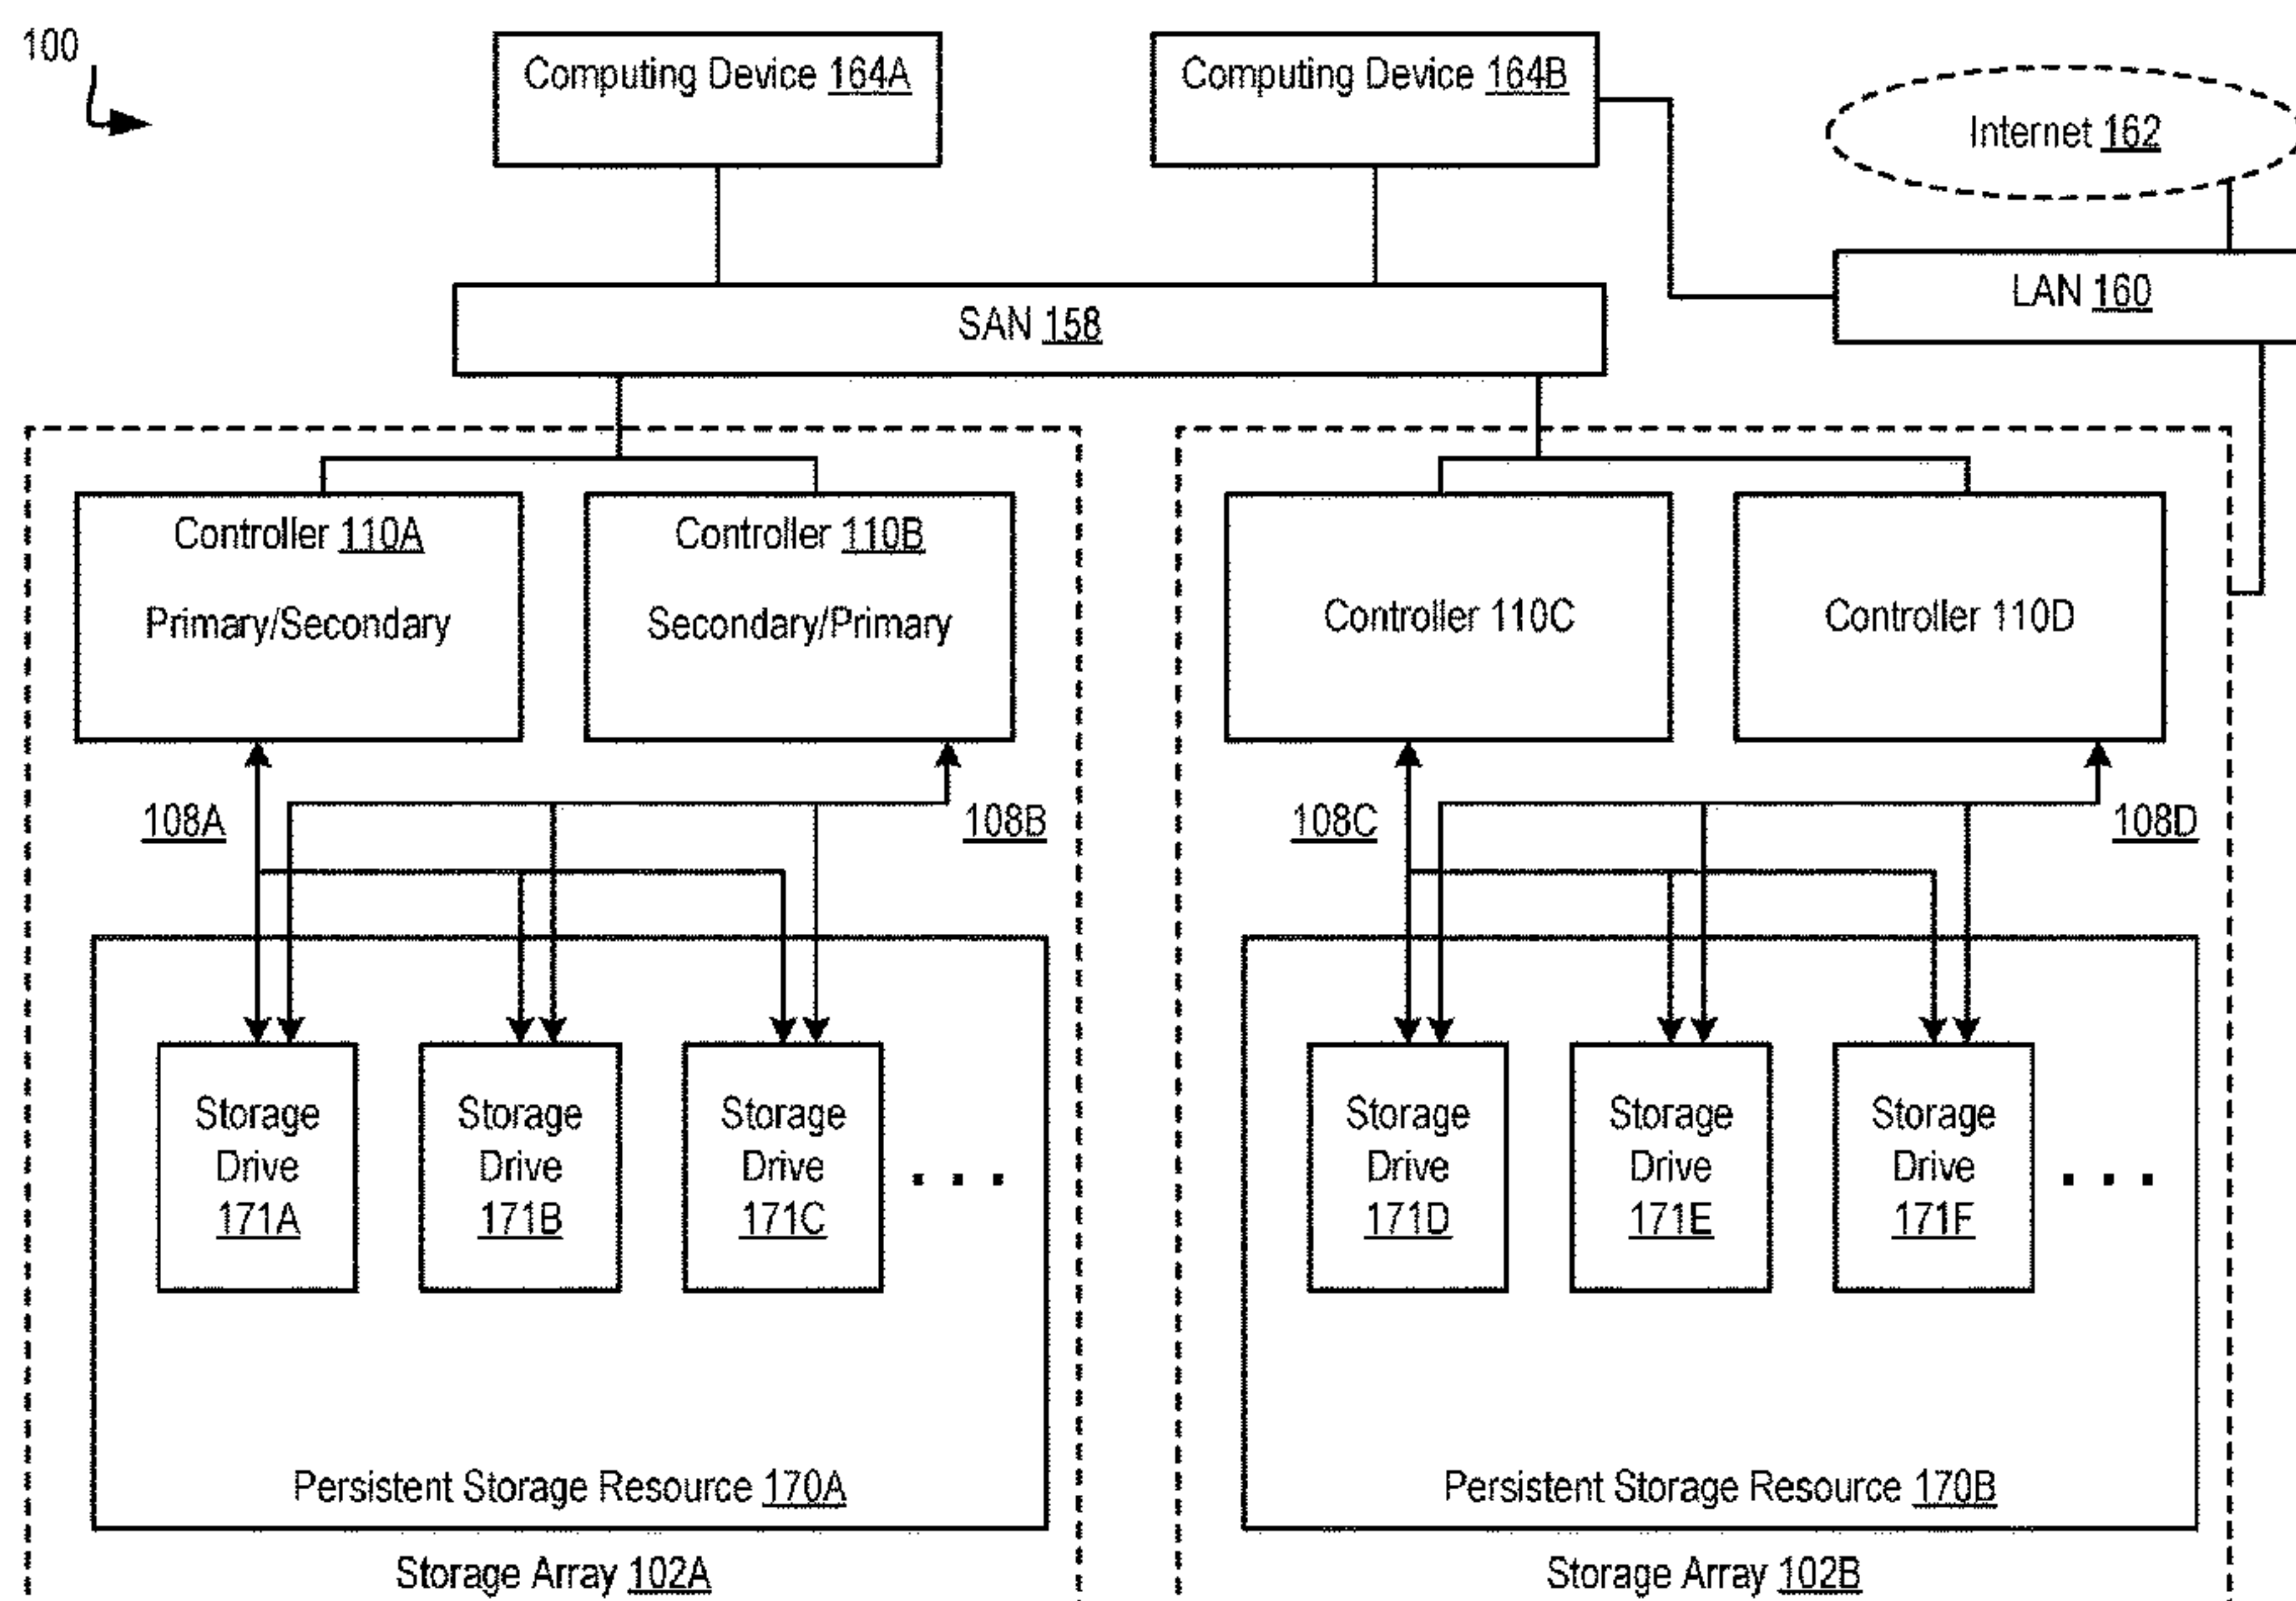 100
Computing Device 164A
Computing Device 164B
Internet 162
LAN 160
SAN 158
Controller 110A
Primary/Secondary
Controller 110B
Secondary/Primary
Controller 110C
Controller 110D
108A
108B
108C
108D
Storage
Drive
171A
Storage
Drive
171B
Storage
Drive
171C
. . .
Storage
Drive
171D
Storage
Drive
171E
Storage
Drive
171F
. . .
Persistent Storage Resource 170A
Persistent Storage Resource 170B
Storage Array 102A
Storage Array 102B